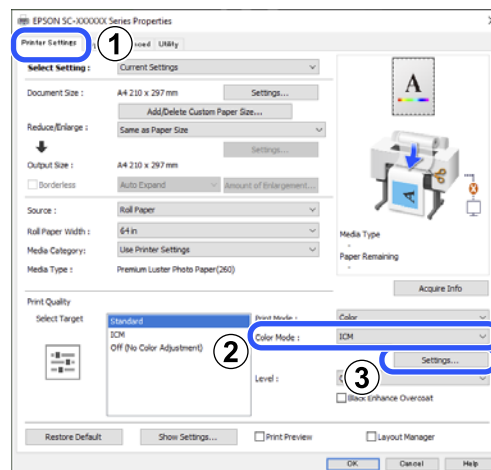 EPSON SC-XXXXXX Series Properties
Printer Settings
1
Utility
Select Setting :
Current Settings
Document Size :
A4 210 x 297 mm
Settings...
Add/Delete Custom Paper Size...
Reduce/Enlarge :
Same as Paper Size
Settings...
Output Size :
A4 210 x 297 mm
Borderless
Auto Expand
Amount of Enlargement...
A
A
Source :
Roll Paper
Roll Paper Width :
64 in
Media Category:
Use Printer Settings
Media Type :
Premium Luster Photo Paper(260)
Media Type
-
Paper Remaining
-
Acquire Info
Print Quality
Select Target
Standard
ICM
Off (No Color Adjustment)
Print Mode :
Color
2
Color Mode :
ICM
3
Settings...
Level :
Black Enhance Overcoat
Restore Default
Show Settings...
Print Preview
Layout Manager
OK
Cancel
Help